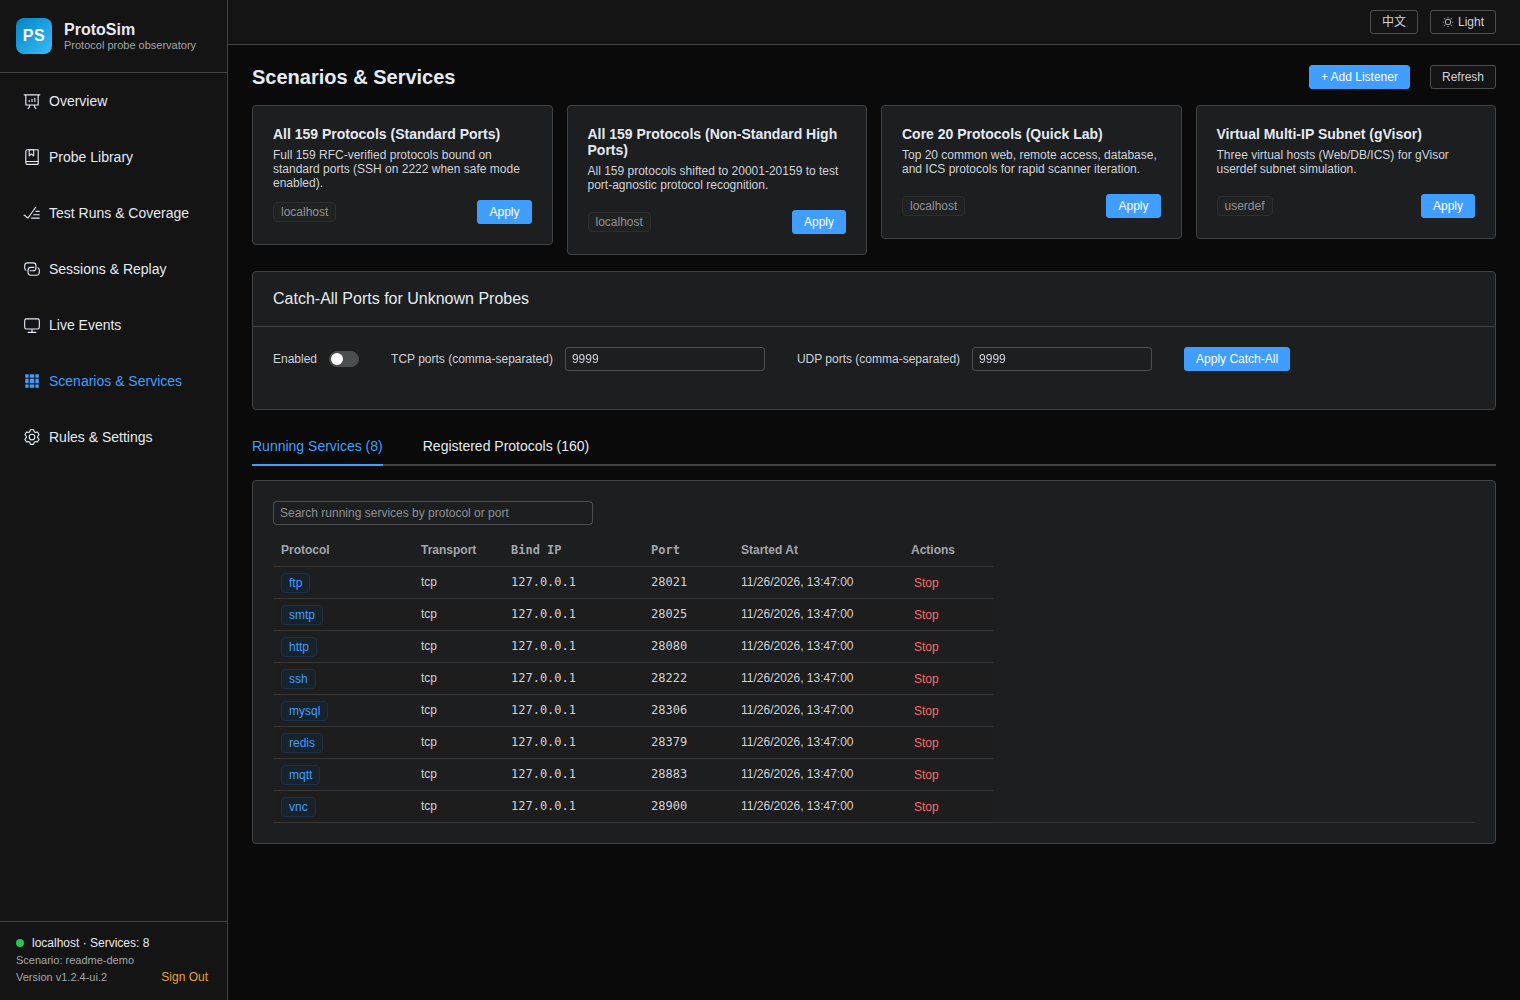 PS
ProtoSim
Protocol probe observatory
Overview
Probe Library
Test Runs & Coverage
Sessions & Replay
Live Events
Scenarios & Services
Rules & Settings
localhost · Services: 8
Scenario: readme-demo
Version v1.2.4-ui.2
Sign Out
中文
Light
Scenarios & Services
+ Add Listener
Refresh
All 159 Protocols (Standard Ports)
Full 159 RFC-verified protocols bound on
standard ports (SSH on 2222 when safe mode
enabled).
localhost
Apply
All 159 Protocols (Non-Standard High
Ports)
All 159 protocols shifted to 20001-20159 to test
port-agnostic protocol recognition.
localhost
Apply
Core 20 Protocols (Quick Lab)
Top 20 common web, remote access, database,
and ICS protocols for rapid scanner iteration.
localhost
Apply
Virtual Multi-IP Subnet (gVisor)
Three virtual hosts (Web/DB/ICS) for gVisor
userdef subnet simulation.
userdef
Apply
Catch-All Ports for Unknown Probes
Enabled
TCP ports (comma-separated)
9999
UDP ports (comma-separated)
9999
Apply Catch-All
Running Services (8)
Registered Protocols (160)
Search running services by protocol or port
Protocol Transport Bind IP Port Started At Actions
ftp tcp 127.0.0.1 28021 11/26/2026, 13:47:00 Stop
smtp tcp 127.0.0.1 28025 11/26/2026, 13:47:00 Stop
http tcp 127.0.0.1 28080 11/26/2026, 13:47:00 Stop
ssh tcp 127.0.0.1 28222 11/26/2026, 13:47:00 Stop
mysql tcp 127.0.0.1 28306 11/26/2026, 13:47:00 Stop
redis tcp 127.0.0.1 28379 11/26/2026, 13:47:00 Stop
mqtt tcp 127.0.0.1 28883 11/26/2026, 13:47:00 Stop
vnc tcp 127.0.0.1 28900 11/26/2026, 13:47:00 Stop